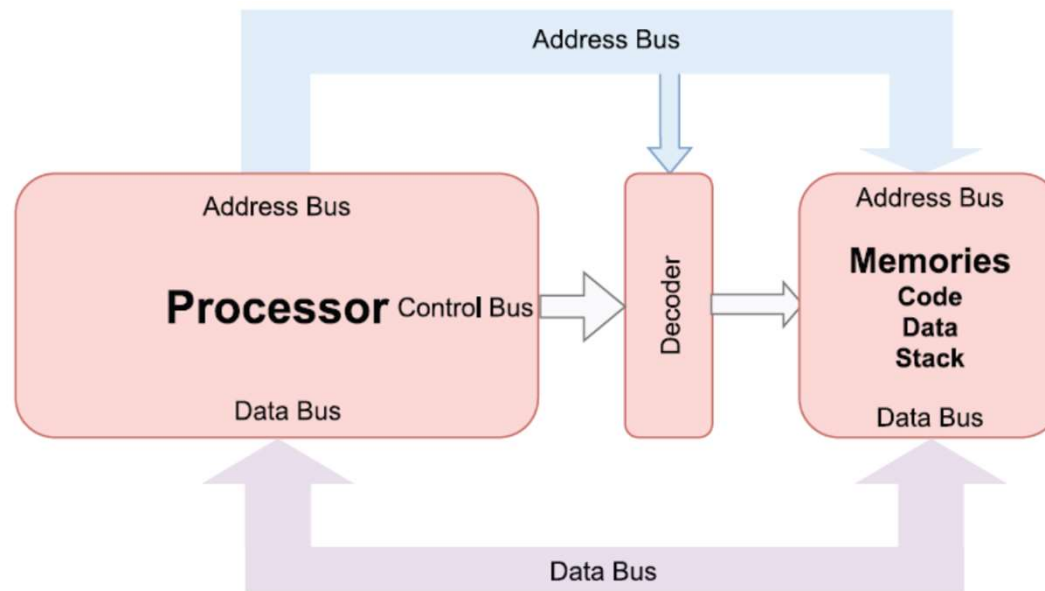 Address Bus
Address Bus
Processor
Control Bus
Data Bus
Decoder
Address Bus
Memories
Code
Data
Stack
Data Bus
Data Bus